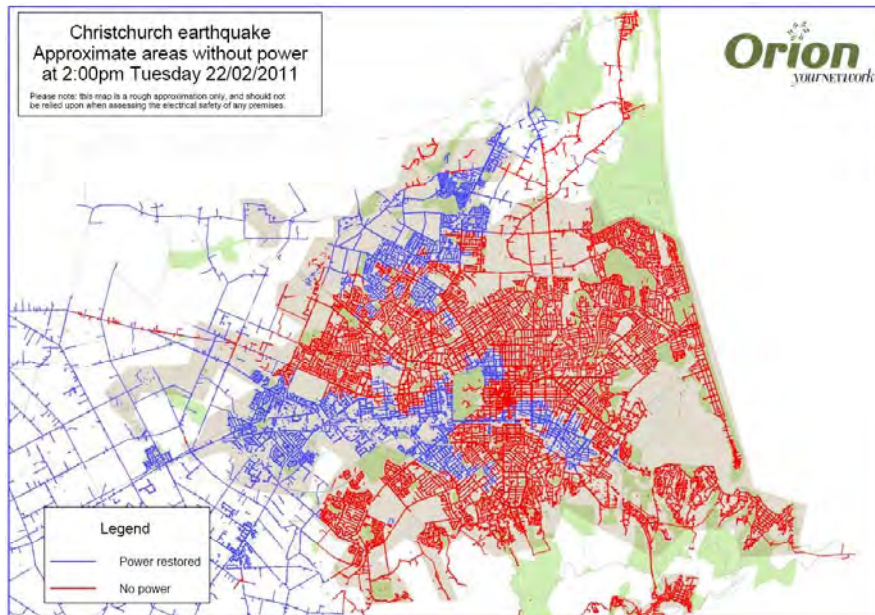 Christchurch earthquake
Approximate areas without power
at 2:00pm Tuesday 22/02/2011
Please note: this map is a rough approximation only, and should not
be relied upon when assessing the electrical safety of any premises.
Orion
yourNETWORK
Legend
Power restored
No power